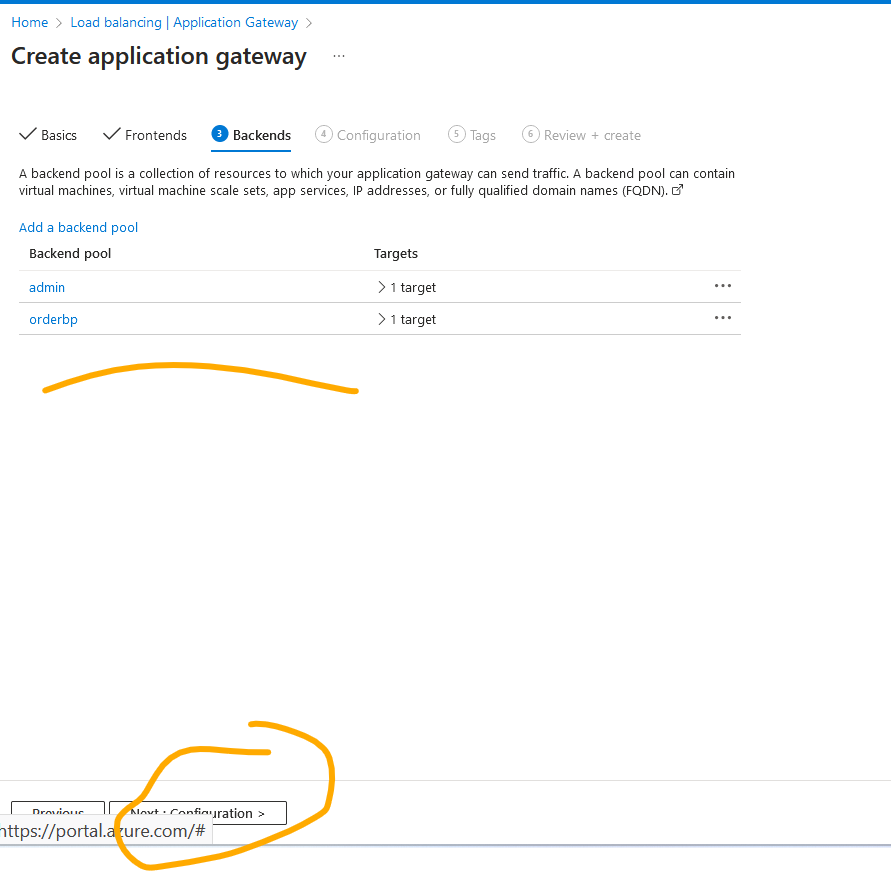 Home > Load balancing | Application Gateway >
Create application gateway ...
Basics Frontends 3 Backends 4 Configuration 5 Tags 6 Review + create
A backend pool is a collection of resources to which your application gateway can send traffic. A backend pool can contain
virtual machines, virtual machine scale sets, app services, IP addresses, or fully qualified domain names (FQDN).
Add a backend pool
Backend pool Targets
admin > 1 target ...
orderbp > 1 target ...
Previous Next : Configuration >
https://portal.azure.com/#